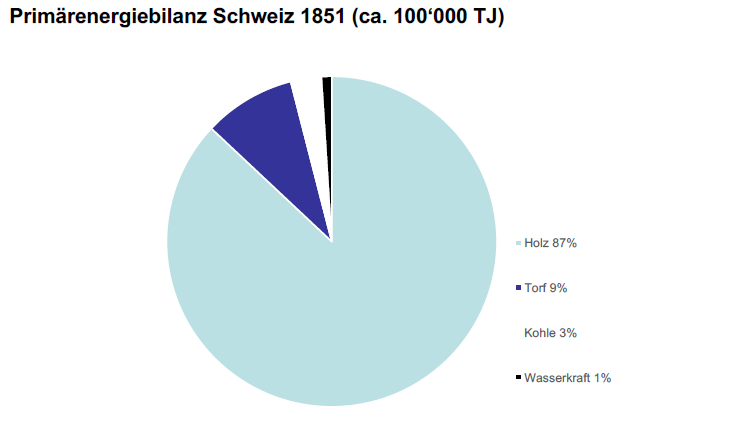 Primärenergiebilanz Schweiz 1851 (ca. 100‘000 TJ)
Holz 87%
Torf 9%
Kohle 3%
Wasserkraft 1%